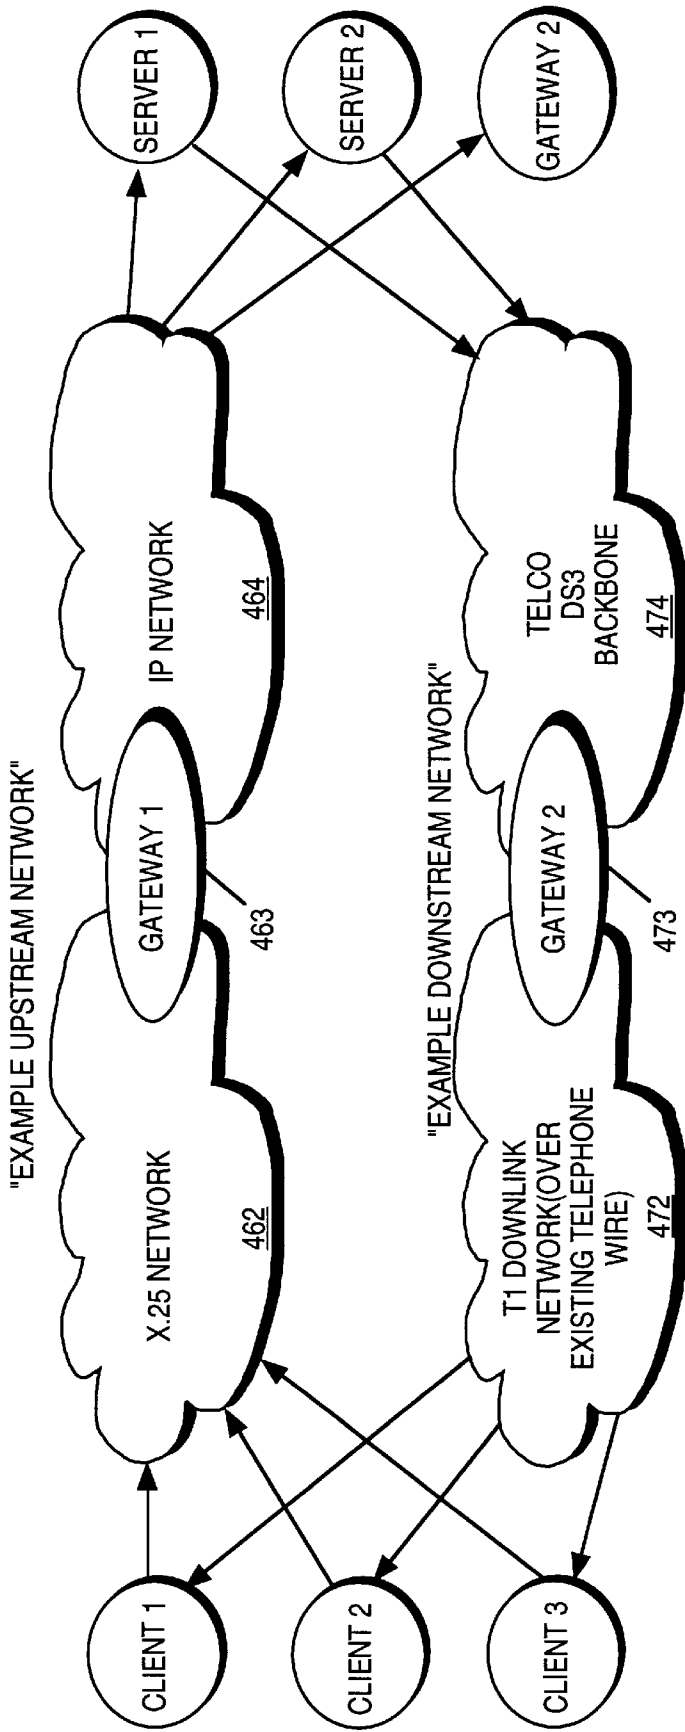 "EXAMPLE UPSTREAM NETWORK"
CLIENT 1
X.25 NETWORK
462
GATEWAY 1
463
IP NETWORK
464
SERVER 1
CLIENT 2
SERVER 2
"EXAMPLE DOWNSTREAM NETWORK"
CLIENT 3
T1 DOWNLINK
NETWORK(OVER
EXISTING TELEPHONE
WIRE)
472
GATEWAY 2
473
TELCO
DS3
BACKBONE
474
GATEWAY 2